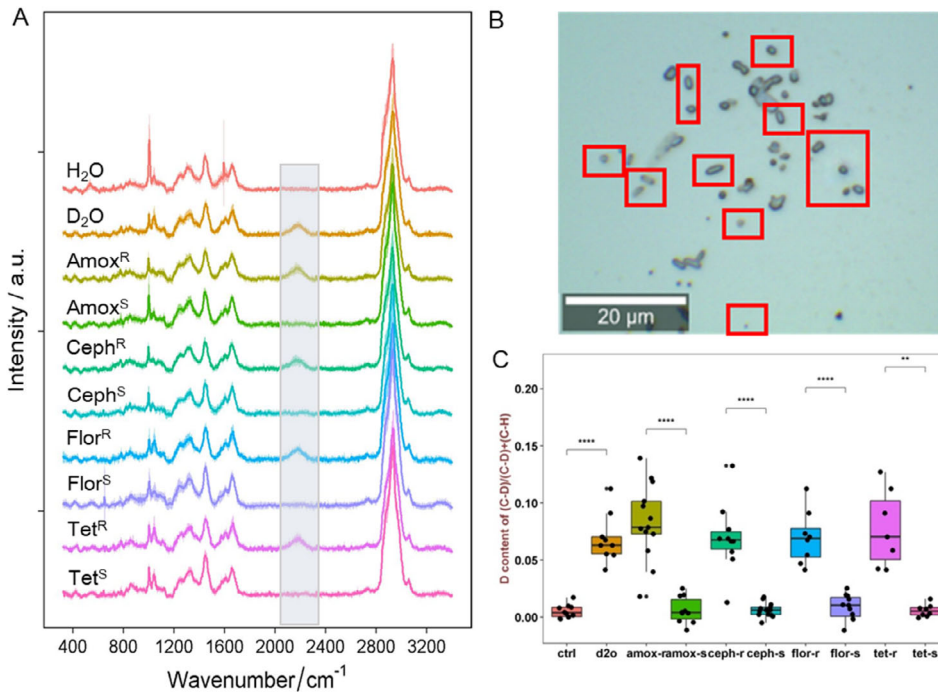 A
Intensity / a.u.
H₂O
D₂O
Amoxᴿ
Amoxˢ
Cephᴿ
Cephˢ
Florᴿ
Florˢ
Tetᴿ
Tetˢ
400 800 1200 1600 2000 2400 2800 3200
Wavenumber/cm⁻¹
B
20 µm
C
D content of (C-D)/(C-D)+(C-H)
0.20
0.15
0.10
0.05
0.00
**** **** **** **** **
ctrl d2o amox-r amox-s ceph-r ceph-s flor-r flor-s tet-r tet-s